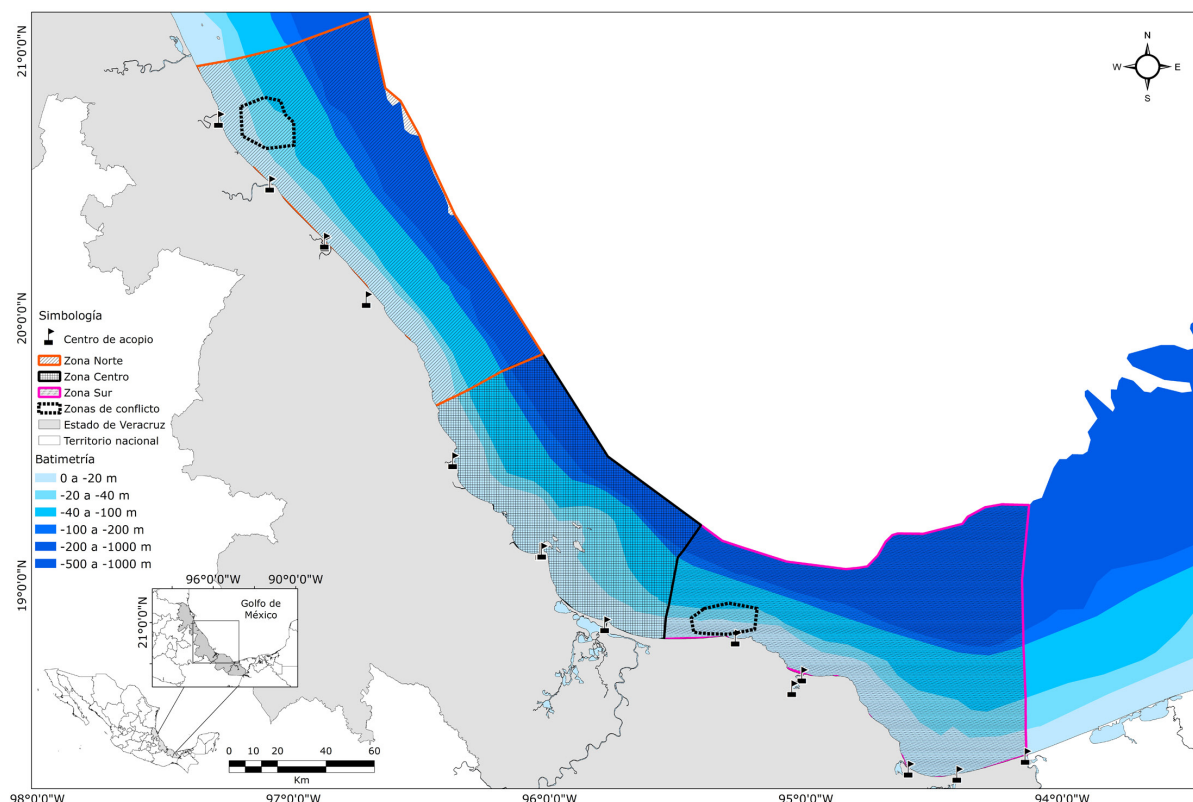 21°0'0"N
20°0'0"N
19°0'0"N
N
W
E
S
Simbología
Centro de acopio
Zona Norte
Zona Centro
Zona Sur
Zonas de conflicto
Estado de Veracruz
Territorio nacional
Batimetría
0 a -20 m
-20 a -40 m
-40 a -100 m
-100 a -200 m
-200 a -1000 m
-500 a -1000 m
96°0'0"W
90°0'0"W
21°0'0"N
Golfo de
México
0 10 20 40 60
Km
98°0'0"W
97°0'0"W
96°0'0"W
95°0'0"W
94°0'0"W